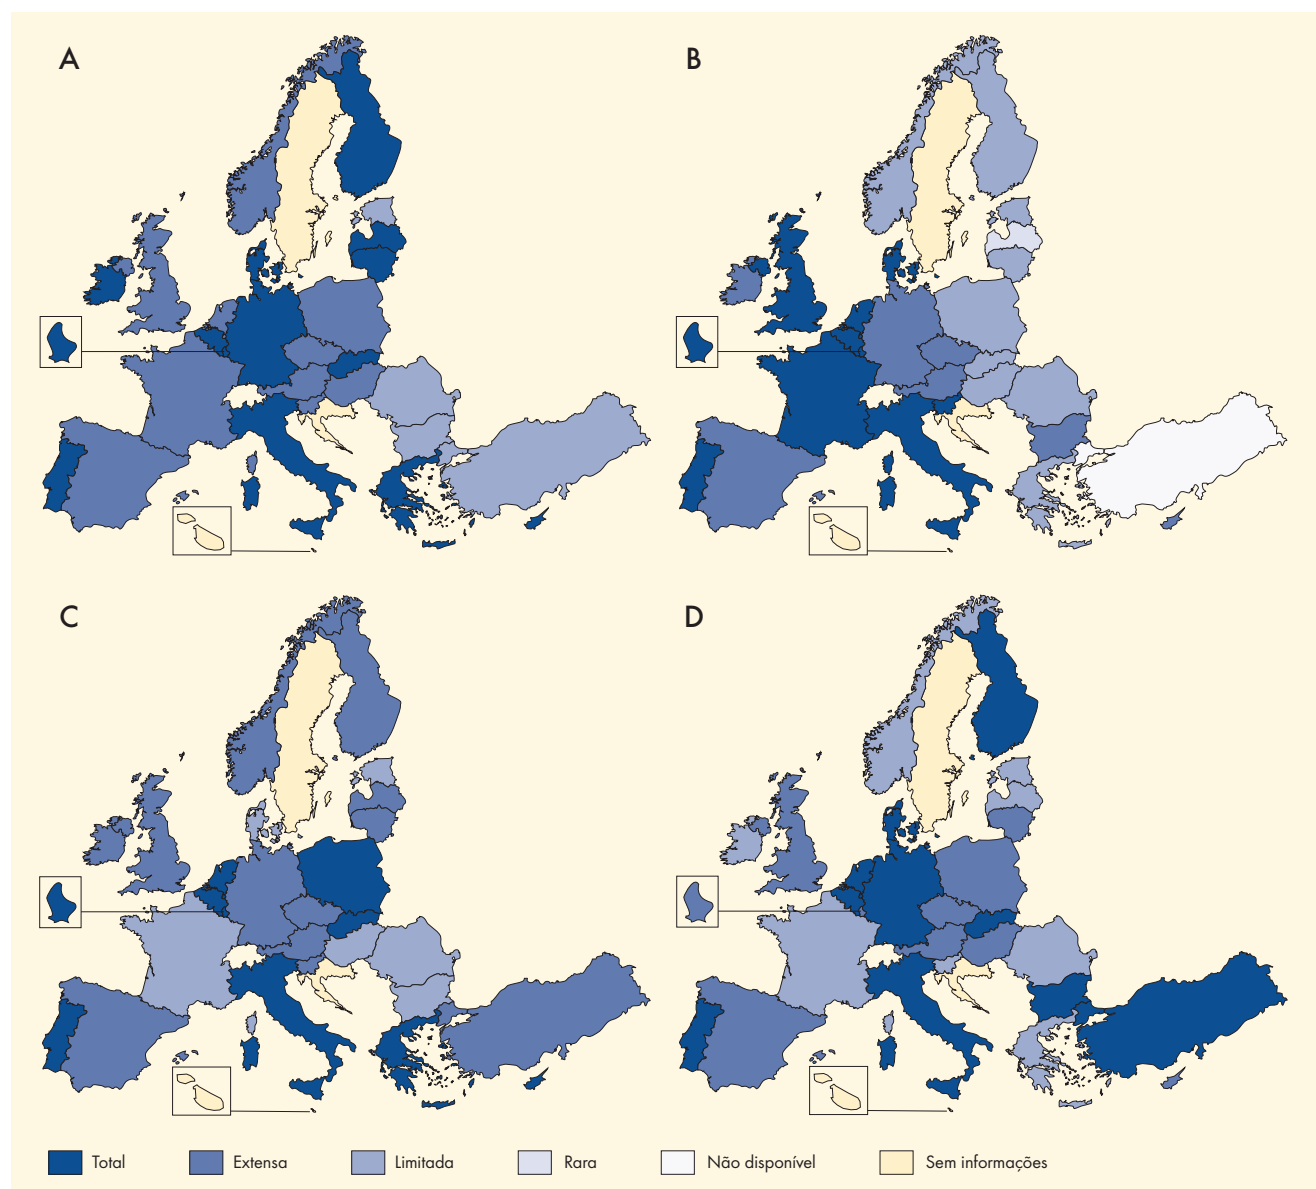 A
B
C
D
Total
Extensa
Limitada
Rara
Não disponível
Sem informações